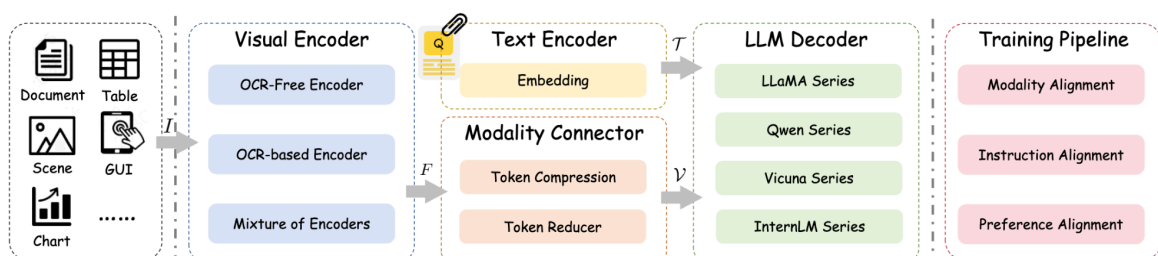 Document
Table
Scene
GUI
Chart
......
I
Visual Encoder
OCR-Free Encoder
OCR-based Encoder
Mixture of Encoders
F
Q
Text Encoder
Embedding
Modality Connector
Token Compression
Token Reducer
𝒯
𝒱
LLM Decoder
LLaMA Series
Qwen Series
Vicuna Series
InternLM Series
Training Pipeline
Modality Alignment
Instruction Alignment
Preference Alignment